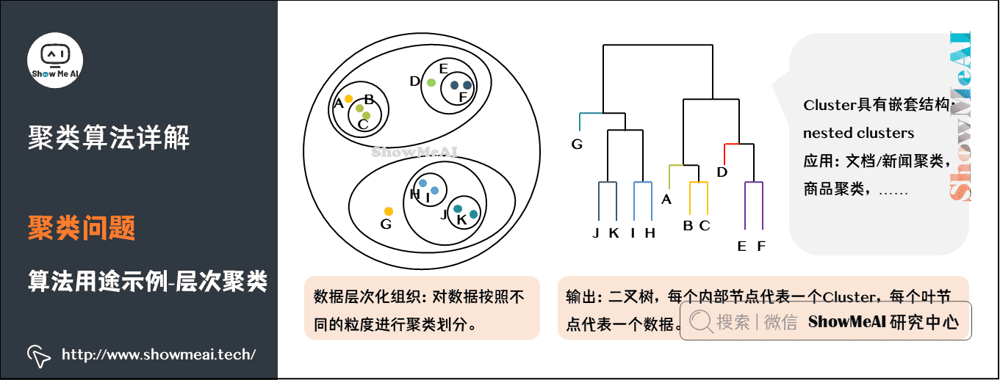 Show Me AI
聚类算法详解
聚类问题
算法用途示例-层次聚类
http://www.showmeai.tech/
A
B
C
D
E
F
ShowMeAI
G
H
I
J
K
数据层次化组织：对数据按照不
同的粒度进行聚类划分。
G
D
A
B C
J K I H
E F
输出：二叉树，每个内部节点代表一个Cluster，每个叶节
点代表一个数据。
Cluster具有嵌套结构：
nested clusters
应用：文档/新闻聚类，
商品聚类，……
ShowMeAI
搜索 | 微信 ShowMeAI 研究中心